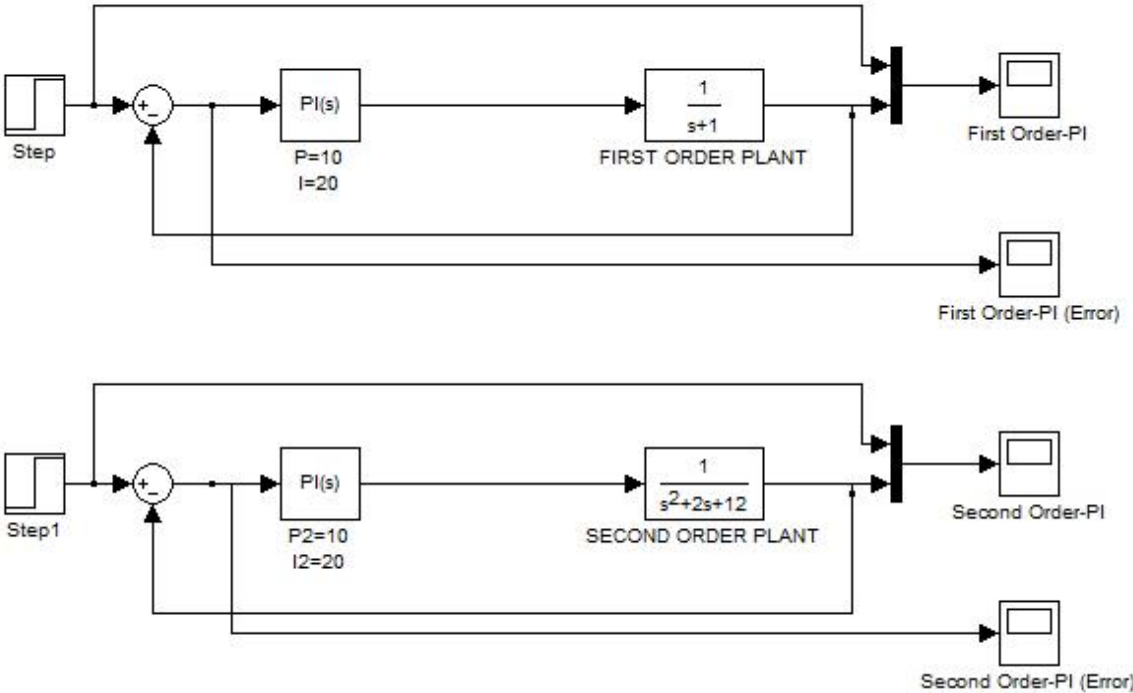 Step
+
−
PI(s)
P=10
I=20
1
s+1
FIRST ORDER PLANT
First Order-PI
First Order-PI (Error)
Step1
+
−
PI(s)
P2=10
I2=20
1
s²+2s+12
SECOND ORDER PLANT
Second Order-PI
Second Order-PI (Error)